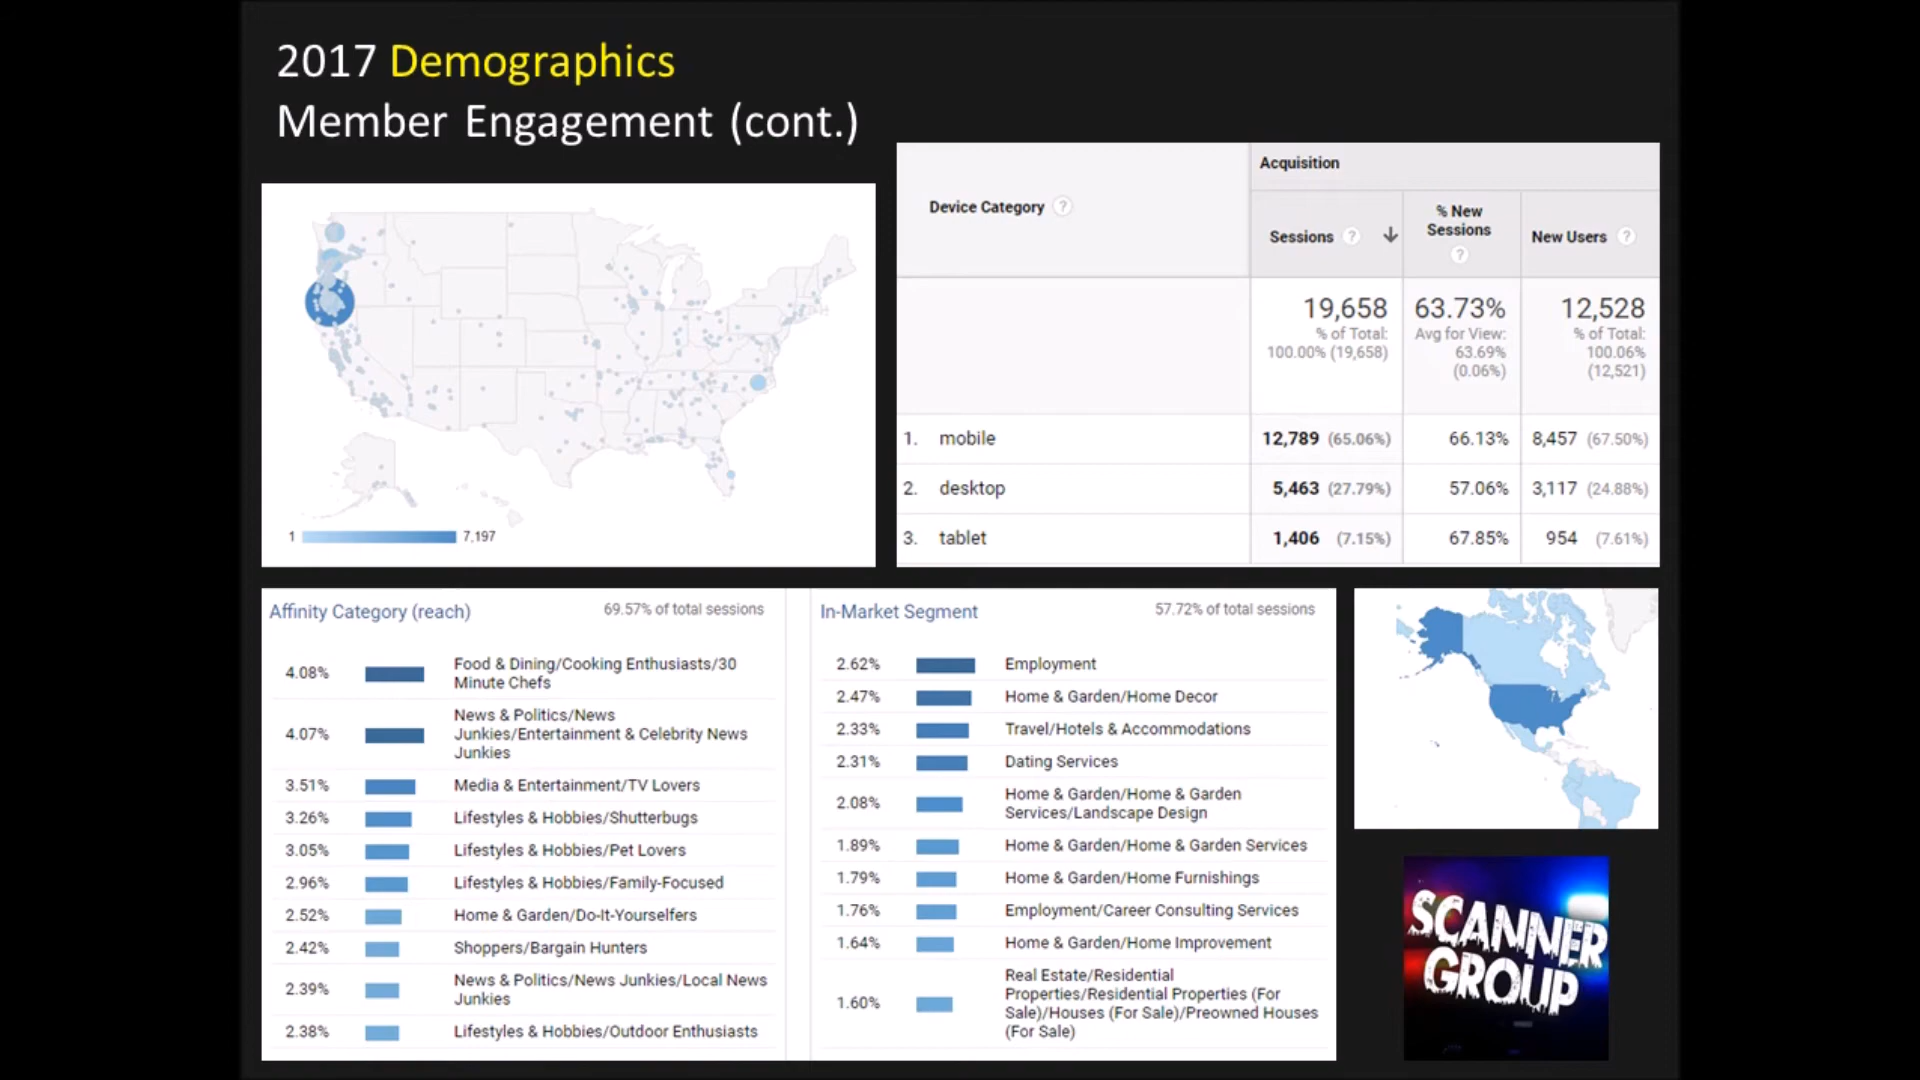 2017 Demographics
Member Engagement (cont.)
1 7,197
Device Category ?
Acquisition
Sessions ?
% New
Sessions
?
New Users ?
19,658
% of Total:
100.00% (19,658)
63.73%
Avg for View:
63.69%
(0.06%)
12,528
% of Total:
100.06%
(12,521)
1. mobile 12,789 (65.06%) 66.13% 8,457 (67.50%)
2. desktop 5,463 (27.79%) 57.06% 3,117 (24.88%)
3. tablet 1,406 (7.15%) 67.85% 954 (7.61%)
Affinity Category (reach) 69.57% of total sessions
4.08% Food & Dining/Cooking Enthusiasts/30
Minute Chefs
4.07% News & Politics/News
Junkies/Entertainment & Celebrity News
Junkies
3.51% Media & Entertainment/TV Lovers
3.26% Lifestyles & Hobbies/Shutterbugs
3.05% Lifestyles & Hobbies/Pet Lovers
2.96% Lifestyles & Hobbies/Family-Focused
2.52% Home & Garden/Do-It-Yourselfers
2.42% Shoppers/Bargain Hunters
2.39% News & Politics/News Junkies/Local News
Junkies
2.38% Lifestyles & Hobbies/Outdoor Enthusiasts
In-Market Segment 57.72% of total sessions
2.62% Employment
2.47% Home & Garden/Home Decor
2.33% Travel/Hotels & Accommodations
2.31% Dating Services
2.08% Home & Garden/Home & Garden
Services/Landscape Design
1.89% Home & Garden/Home & Garden Services
1.79% Home & Garden/Home Furnishings
1.76% Employment/Career Consulting Services
1.64% Home & Garden/Home Improvement
1.60% Real Estate/Residential
Properties/Residential Properties (For
Sale)/Houses (For Sale)/Preowned Houses
(For Sale)
SCANNER
GROUP